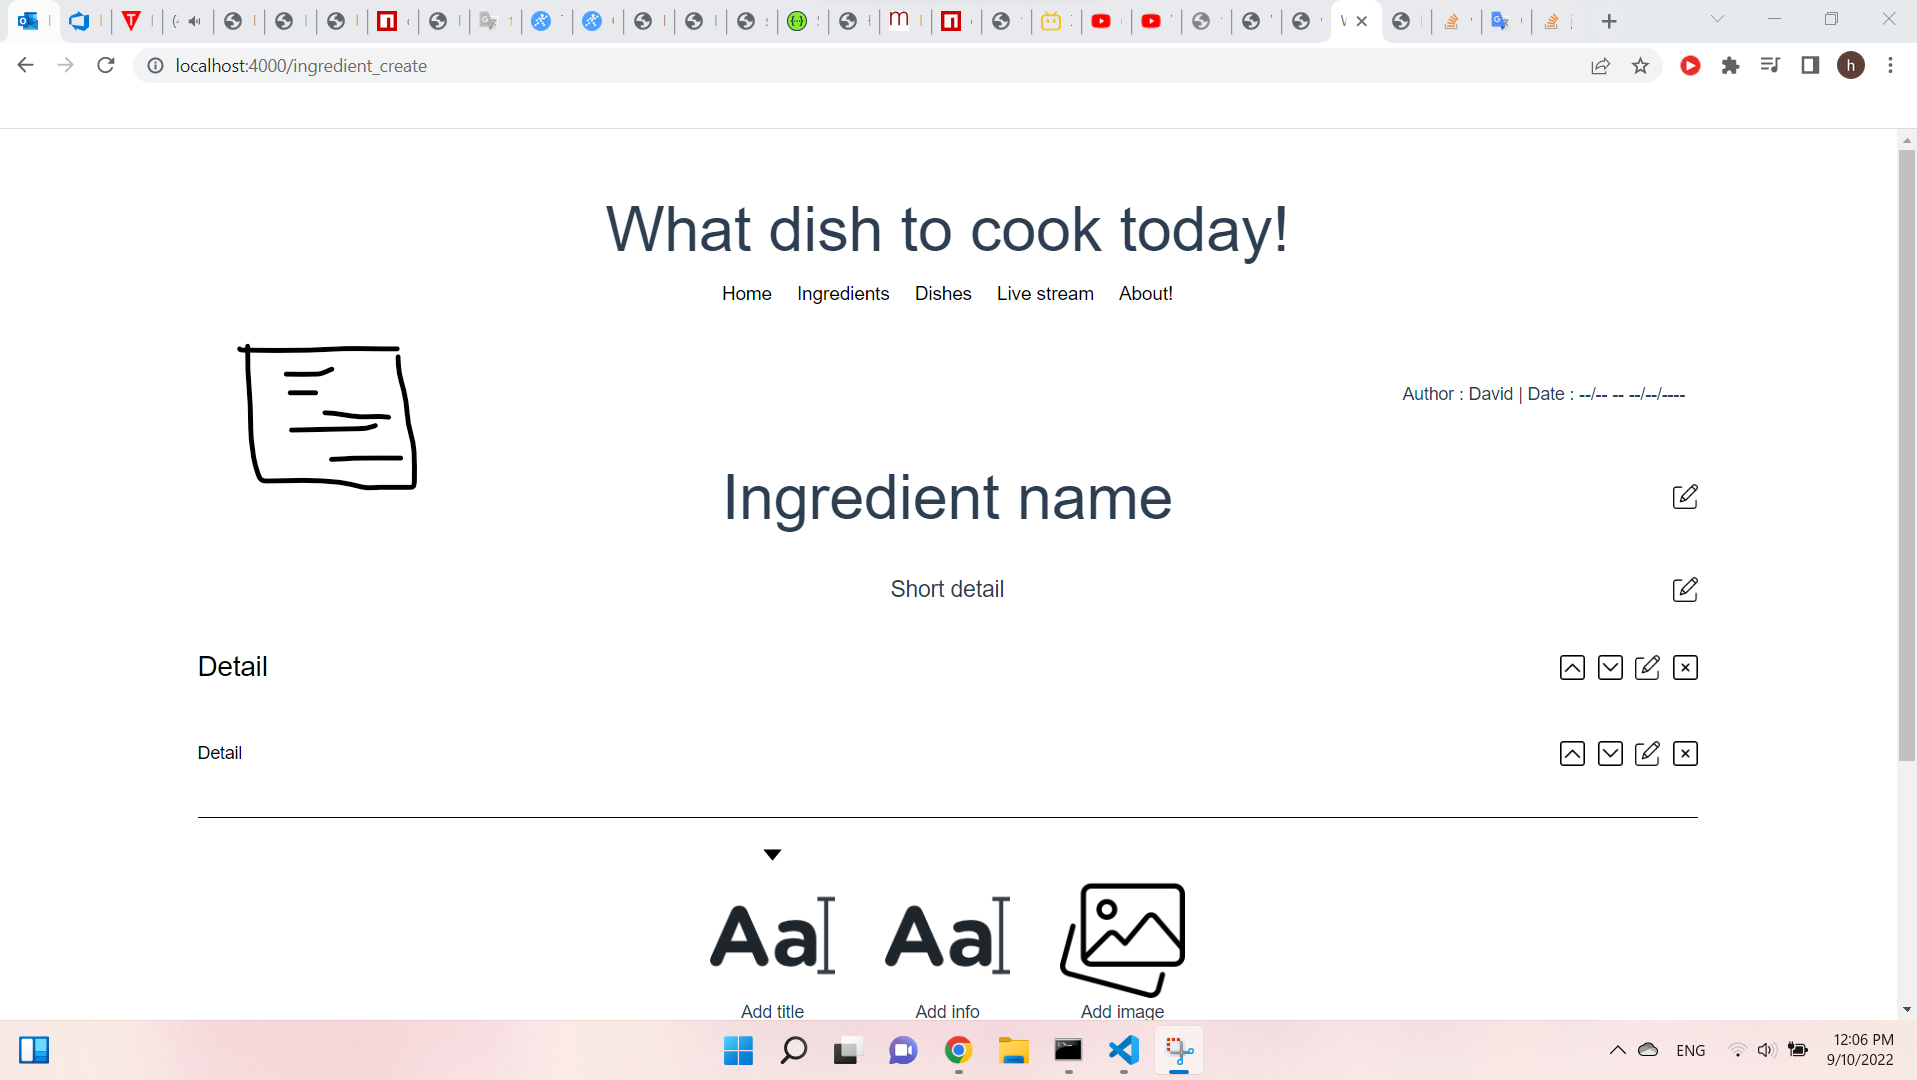 localhost:4000/ingredient_create
h
What dish to cook today!
Home Ingredients Dishes Live stream About!
Author : David | Date : --/-- -- --/--/----
Ingredient name
Short detail
Detail
Detail
Aa Aa
Add title Add info Add image
ENG
12:06 PM
9/10/2022